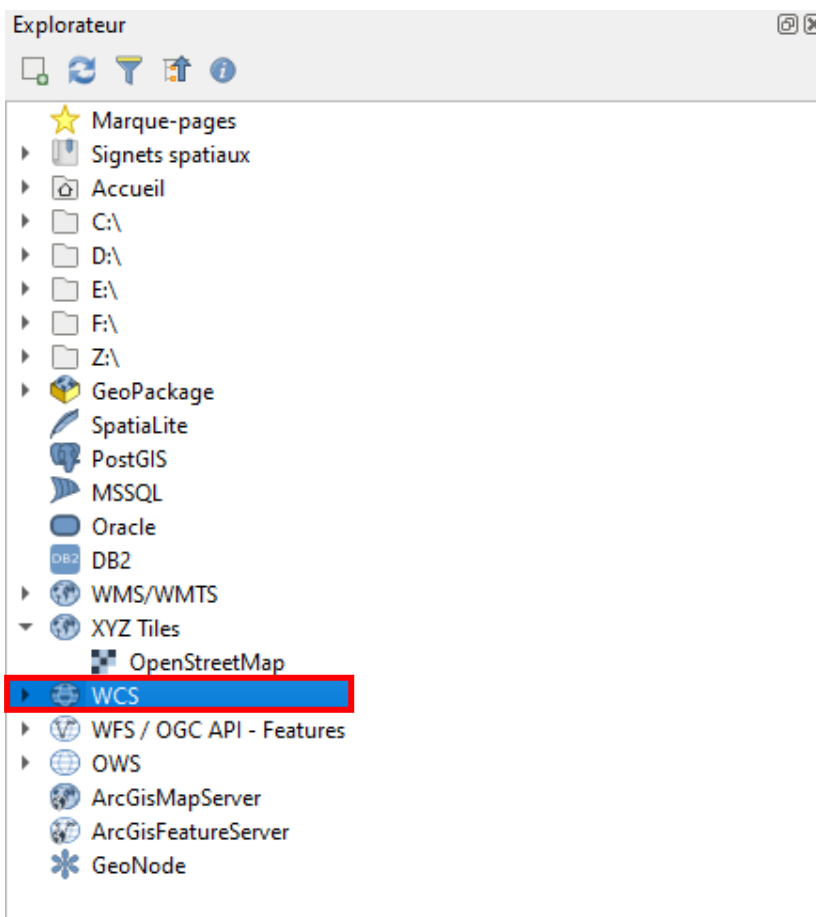 Explorateur
Marque-pages
Signets spatiaux
Accueil
C:\
D:\
E:\
F:\
Z:\
GeoPackage
SpatiaLite
PostGIS
MSSQL
Oracle
DB2 DB2
WMS/WMTS
XYZ Tiles
OpenStreetMap
WCS
WFS / OGC API - Features
OWS
ArcGisMapServer
ArcGisFeatureServer
GeoNode